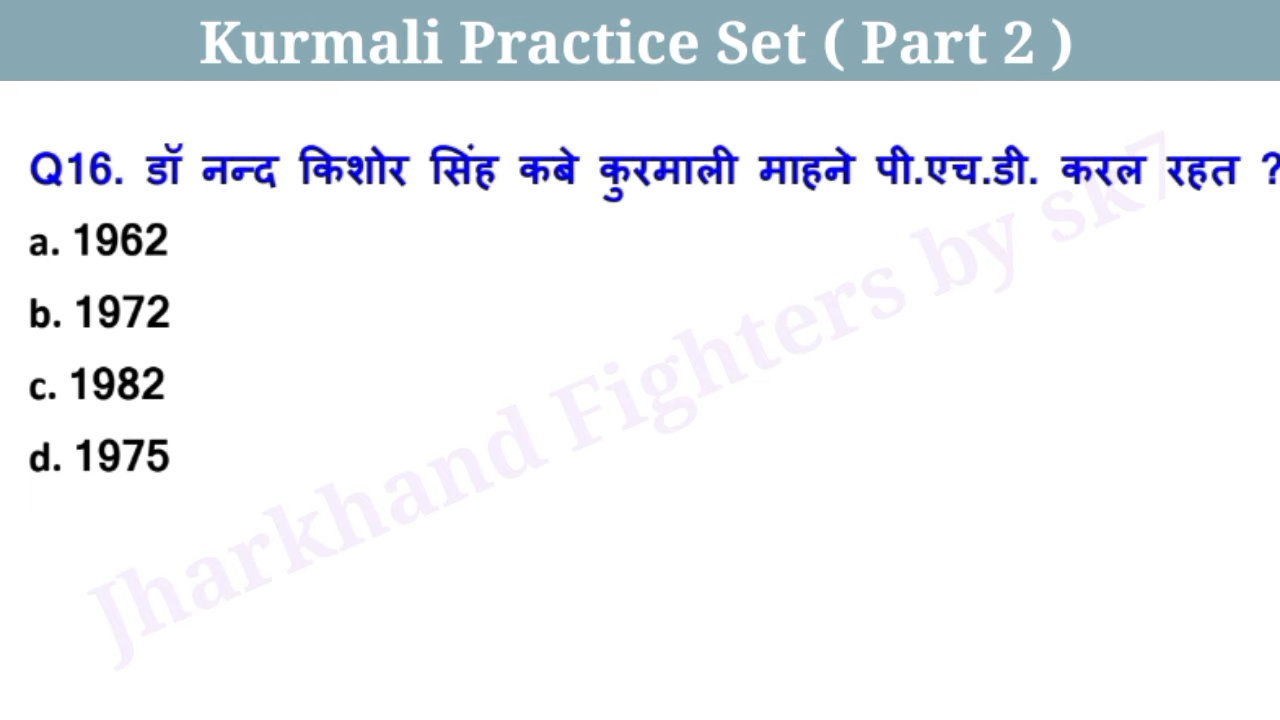 Kurmali Practice Set ( Part 2 )
Q16. डॉ नन्द किशोर सिंह कबे कुरमाली माहने पी.एच.डी. करल रहत ?
a. 1962
b. 1972
c. 1982
d. 1975
Jharkhand Fighters by sk7